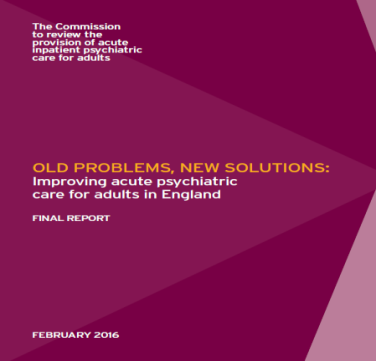 The Commission
to review the
provision of acute
inpatient psychiatric
care for adults
OLD PROBLEMS, NEW SOLUTIONS:
Improving acute psychiatric
care for adults in England
FINAL REPORT
FEBRUARY 2016